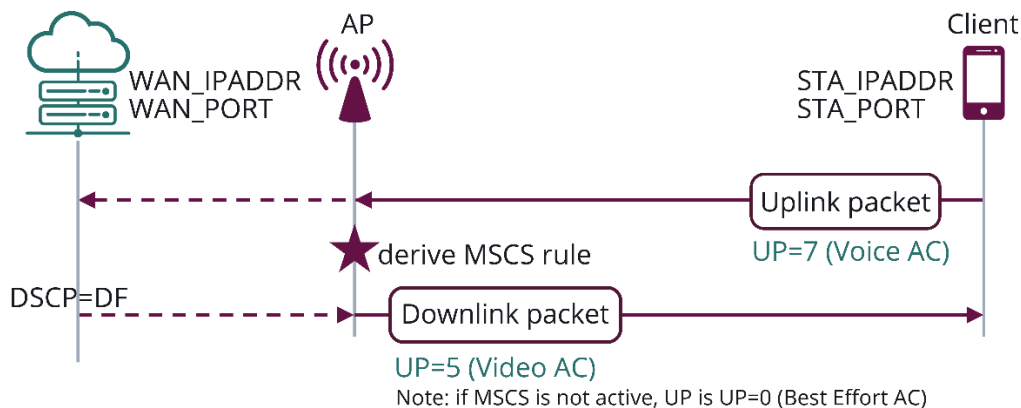 AP
Client
WAN_IPADDR
WAN_PORT
STA_IPADDR
STA_PORT
Uplink packet
UP=7 (Voice AC)
derive MSCS rule
DSCP=DF
Downlink packet
UP=5 (Video AC)
Note: if MSCS is not active, UP is UP=0 (Best Effort AC)